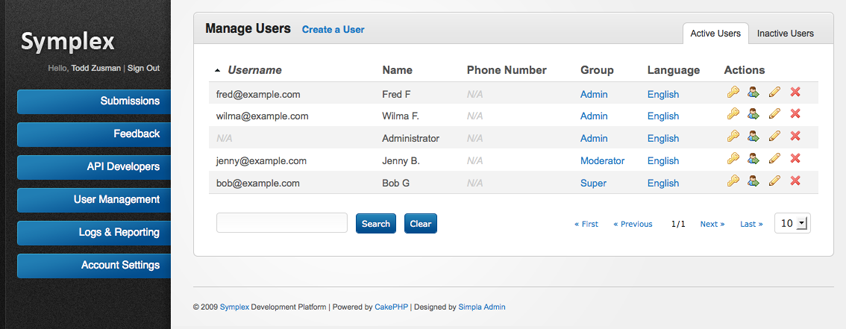 Symplex
Hello, Todd Zusman | Sign Out
Submissions
Feedback
API Developers
User Management
Logs & Reporting
Account Settings
Manage Users Create a User Active Users Inactive Users
Username Name Phone Number Group Language Actions
fred@example.com Fred F N/A Admin English
wilma@example.com Wilma F. N/A Admin English
N/A Administrator N/A Admin English
jenny@example.com Jenny B. N/A Moderator English
bob@example.com Bob G N/A Super English
Search Clear « First « Previous 1/1 Next » Last » 10
© 2009 Symplex Development Platform | Powered by CakePHP | Designed by Simpla Admin